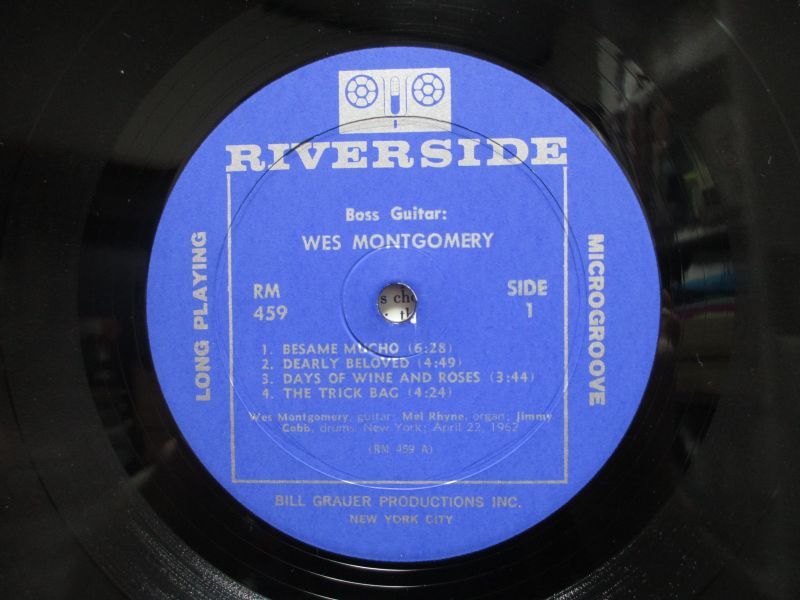 RIVERSIDE
Boss Guitar:
WES MONTGOMERY
RM
459
SIDE
1
LONG PLAYING
MICROGROOVE
s cho
1. BESAME MUCHO (6:28)
2. DEARLY BELOVED (4:49)
3. DAYS OF WINE AND ROSES (3:44)
4. THE TRICK BAG (4:24)
Wes Montgomery, guitar; Mel Rhyne, organ; Jimmy
Cobb, drums. New York; April 22, 1962
(RM 459 A)
BILL GRAUER PRODUCTIONS INC.
NEW YORK CITY